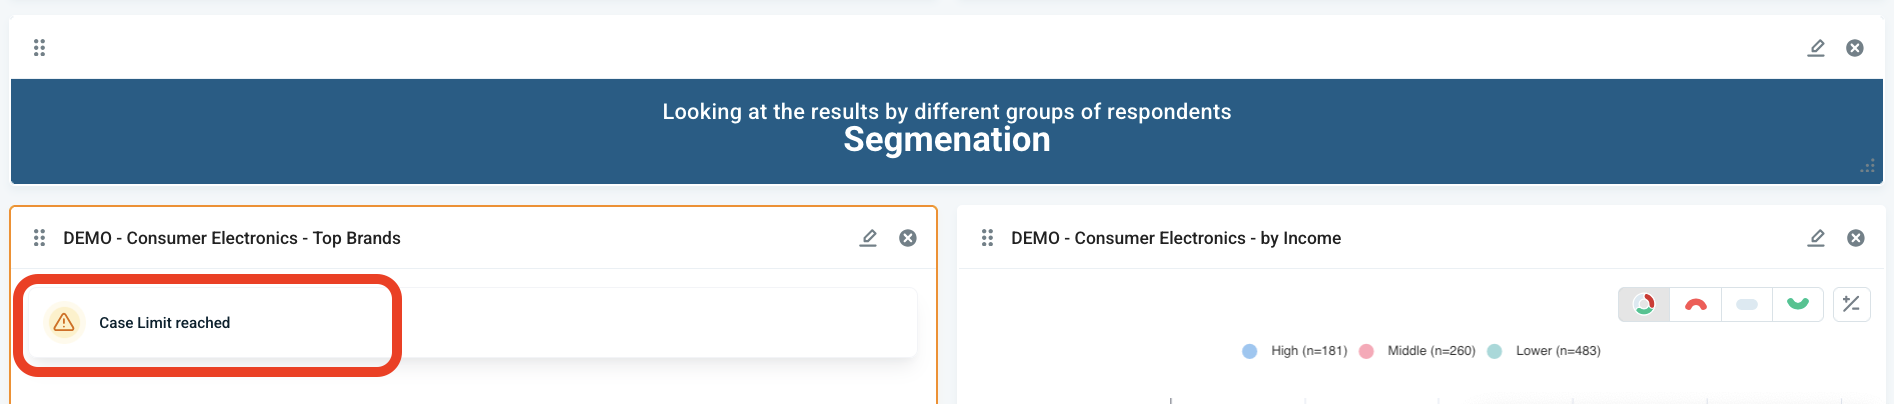 Looking at the results by different groups of respondents
Segmenation
DEMO - Consumer Electronics - Top Brands
DEMO - Consumer Electronics - by Income
Case Limit reached
High (n=181) Middle (n=260) Lower (n=483)